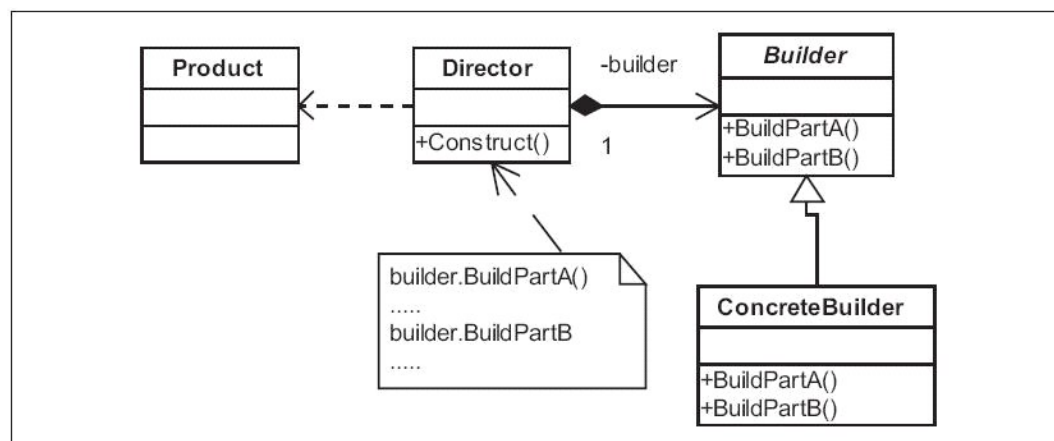 Product
Director
+Construct()
-builder
1
Builder
+BuildPartA()
+BuildPartB()
builder.BuildPartA()
.....
builder.BuildPartB
.....
ConcreteBuilder
+BuildPartA()
+BuildPartB()